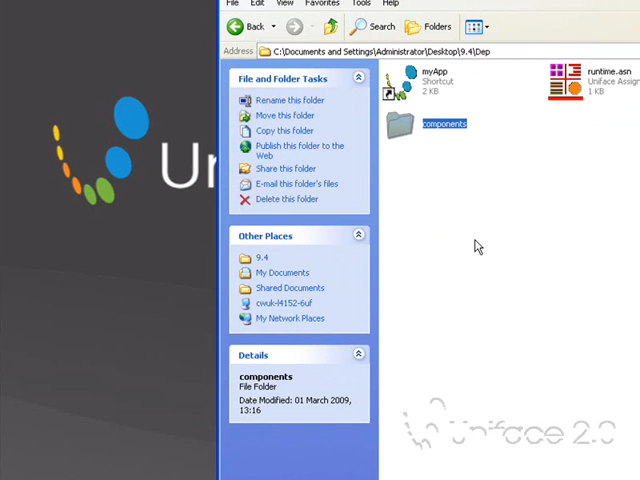 File Edit View Favorites Tools Help
Back Search Folders
Address C:\Documents and Settings\Administrator\Desktop\9.4\Dep
File and Folder Tasks
Rename this folder
Move this folder
Copy this folder
Publish this folder to the
Web
Share this folder
E-mail this folder's files
Delete this folder
Other Places
9.4
My Documents
Shared Documents
cwuk-l4152-6uf
My Network Places
Details
components
File Folder
Date Modified: 01 March 2009,
13:16
myApp
Shortcut
2 KB
runtime.asn
Uniface Assign
1 KB
components
Un
Uniface 2.0